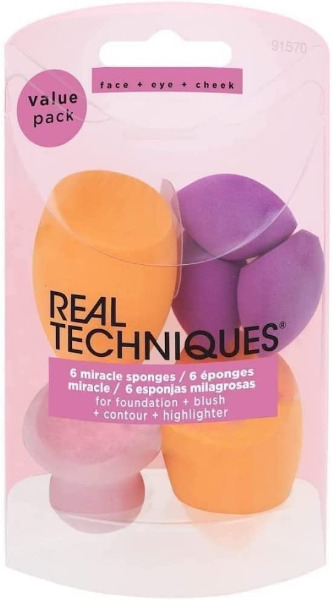 91570
face + eye + cheek
value
pack
REAL
TECHNIQUES®
6 miracle sponges / 6 éponges
miracle / 6 esponjas milagrosas
for foundation + blush
+ contour + highlighter